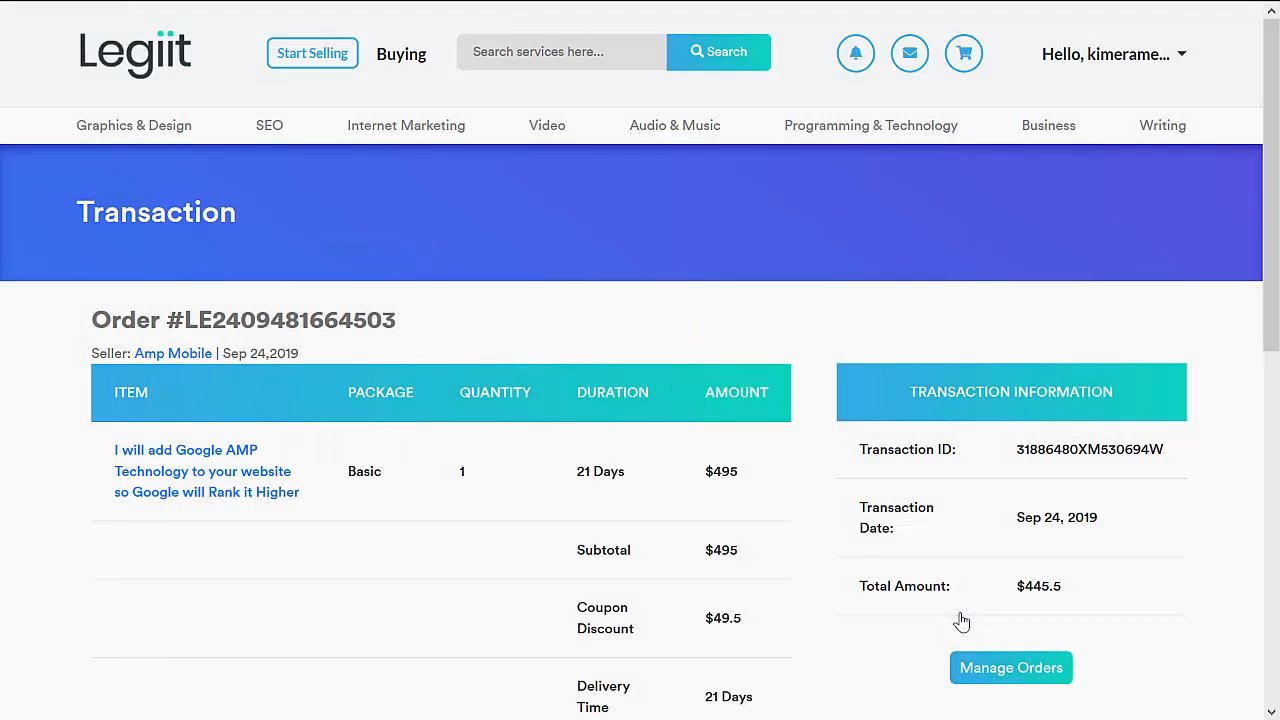 Legiit
Start Selling
Buying
Search services here...
Search
Hello, kimerame...
Graphics & Design
SEO
Internet Marketing
Video
Audio & Music
Programming & Technology
Business
Writing
Transaction
Order #LE2409481664503
Seller: Amp Mobile | Sep 24,2019
ITEM PACKAGE QUANTITY DURATION AMOUNT
I will add Google AMP
Technology to your website
so Google will Rank it Higher
Basic 1 21 Days $495
Subtotal $495
Coupon
Discount
$49.5
Delivery
Time
21 Days
TRANSACTION INFORMATION
Transaction ID: 31886480XM530694W
Transaction
Date:
Sep 24, 2019
Total Amount: $445.5
Manage Orders